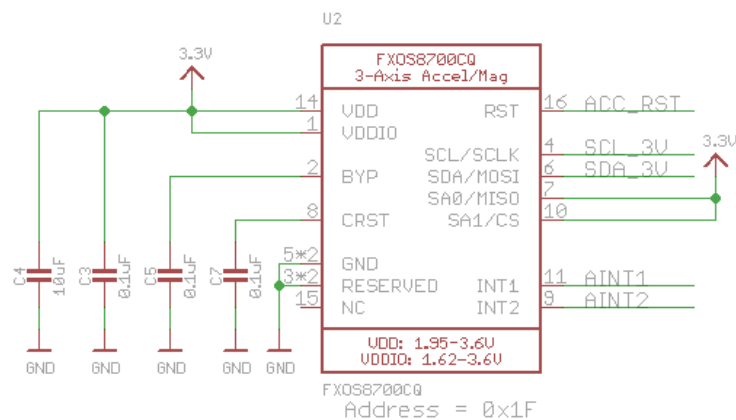 U2
FXOS8700CQ
3-Axis Accel/Mag
3.3V
14 VDD RST 16 ACC_RST
1 VDDIO
SCL/SCLK 4 SCL_3V 3.3V
2 BYP SDA/MOSI 6 SDA_3V
SA0/MISO 7
8 CRST SA1/CS 10
5*2 GND
3*2 RESERVED INT1 11 AINT1
15 NC INT2 9 AINT2
C4 10uF C3 0.1uF C5 0.1uF C7 0.1uF
VDD: 1.95-3.6V
VDDIO: 1.62-3.6V
GND GND GND GND GND
FXOS8700CQ
Address = 0x1F